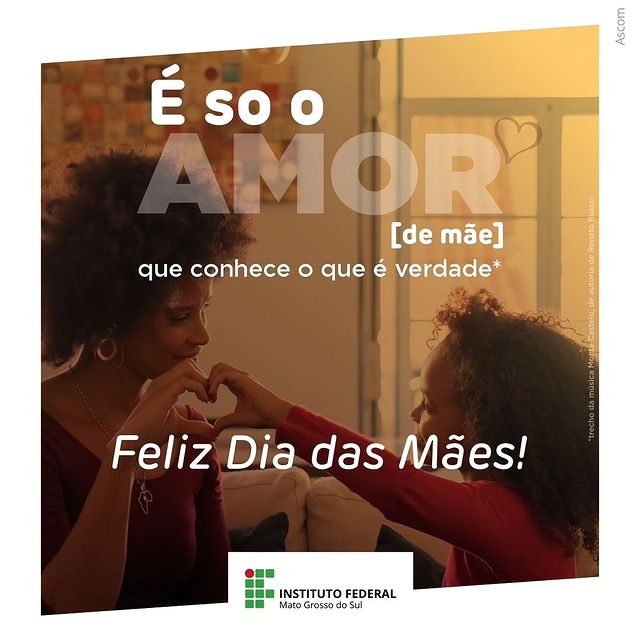 Ascom
É so o
AMOR
[de mãe]
que conhece o que é verdade*
*trecho da música Monte Castelo, de autoria de Renato Russo
Feliz Dia das Mães!
INSTITUTO FEDERAL
Mato Grosso do Sul